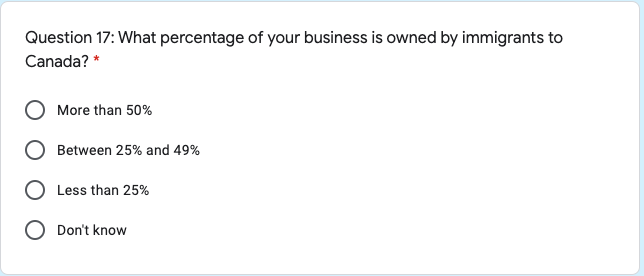 Question 17: What percentage of your business is owned by immigrants to
Canada? *
More than 50%
Between 25% and 49%
Less than 25%
Don't know